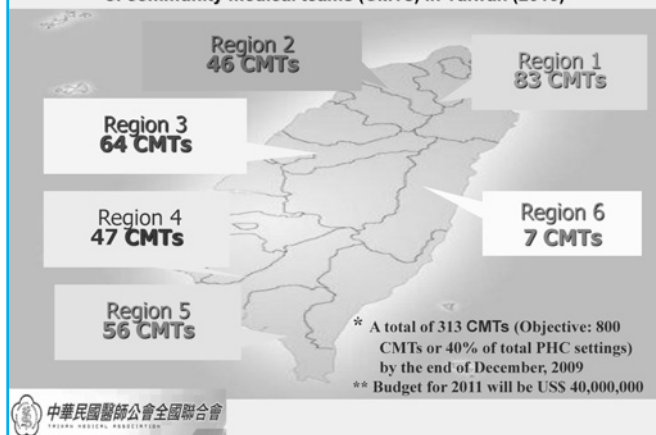 of community medical teams (CMTs) in Taiwan (2010)
Region 2
46 CMTs
Region 1
83 CMTs
Region 3
64 CMTs
Region 4
47 CMTs
Region 6
7 CMTs
Region 5
56 CMTs
* A total of 313 CMTs (Objective: 800
CMTs or 40% of total PHC settings)
by the end of December, 2009
** Budget for 2011 will be US$ 40,000,000
中華民國醫師公會全國聯合會
TAIWAN MEDICAL ASSOCIATION